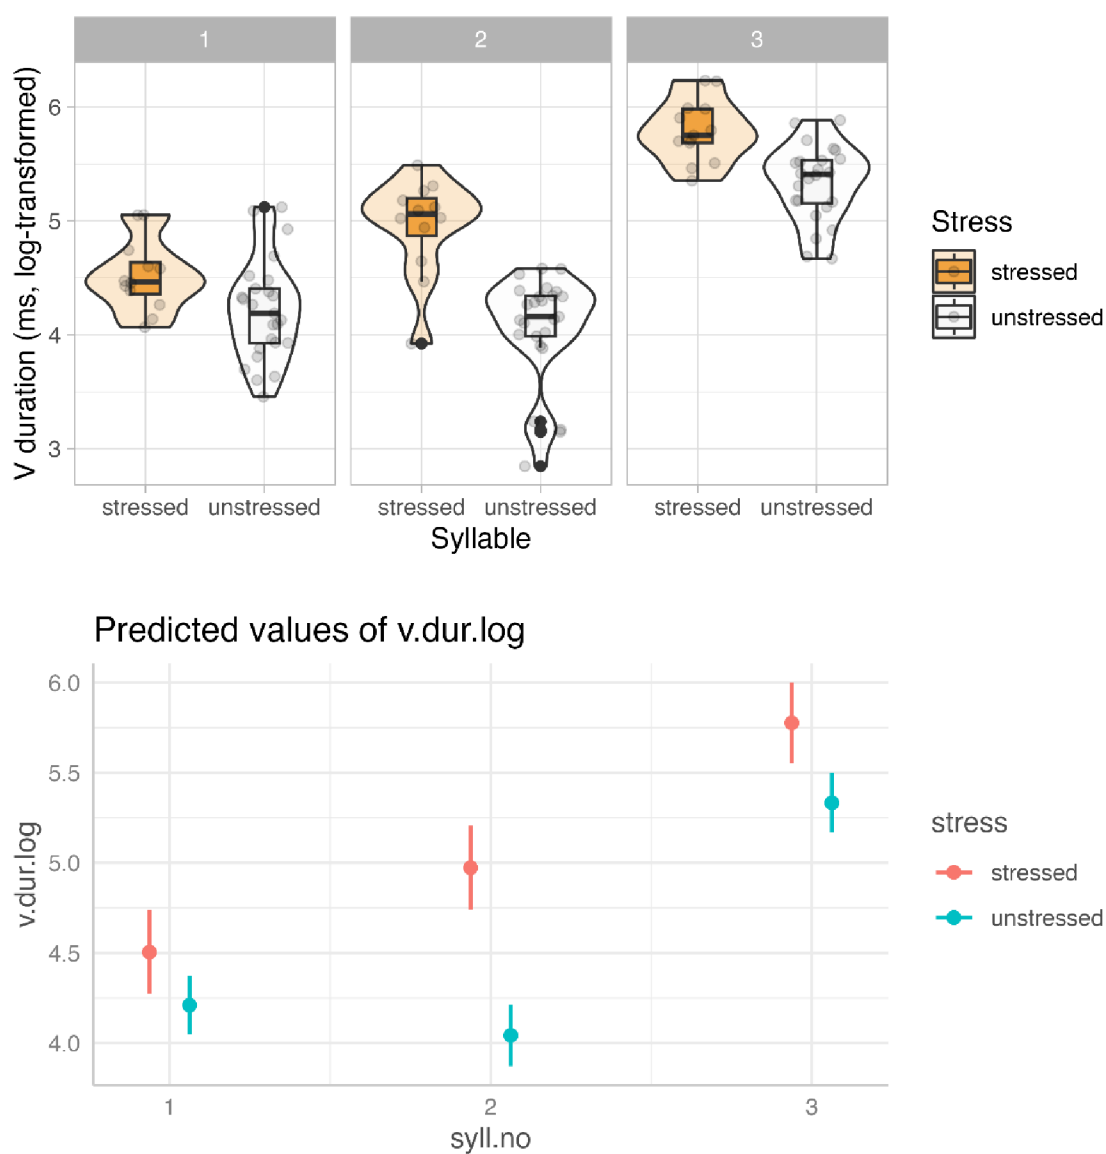 1 2 3
V duration (ms, log-transformed)
6
5
4
3
stressed unstressed stressed unstressed stressed unstressed
Syllable
Stress
stressed
unstressed
Predicted values of v.dur.log
v.dur.log
6.0
5.5
5.0
4.5
4.0
1 2 3
syll.no
stress
stressed
unstressed